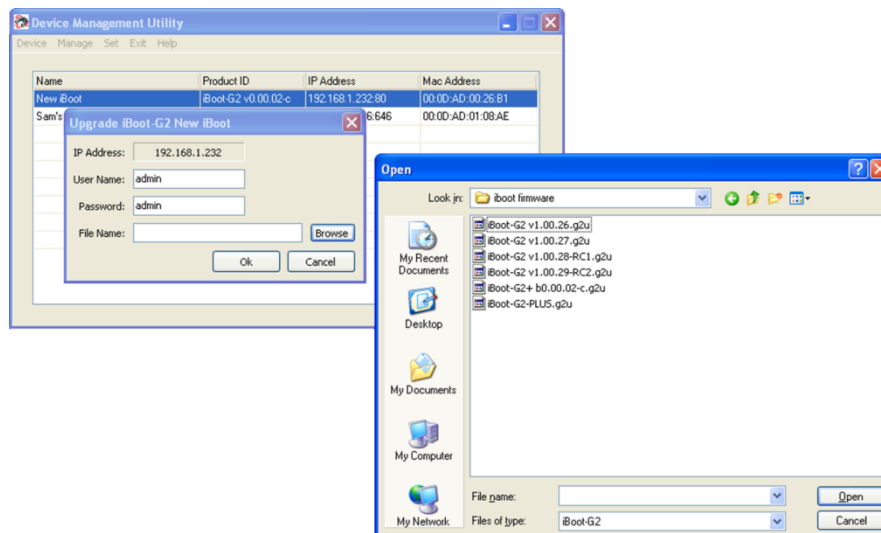 Device Management Utility
Device Manage Set Exit Help
Name Product ID IP Address Mac Address
New iBoot iBoot-G2 v0.00.02-c 192.168.1.232:80 00:0D:AD:00:26:B1
Sam's 6:646 00:0D:AD:01:08:AE
Upgrade iBoot-G2 New iBoot
IP Address: 192.168.1.232
User Name: admin
Password: admin
File Name: Browse
Ok Cancel
Open
Look in: iboot firmware
My Recent Documents
Desktop
My Documents
My Computer
My Network
iBoot-G2 v1.00.26.g2u
iBoot-G2 v1.00.27.g2u
iBoot-G2 v1.00.28-RC1.g2u
iBoot-G2 v1.00.29-RC2.g2u
iBoot-G2+ b0.00.02-c.g2u
iBoot-G2-PLUS.g2u
File name: Open
Files of type: iBoot-G2 Cancel